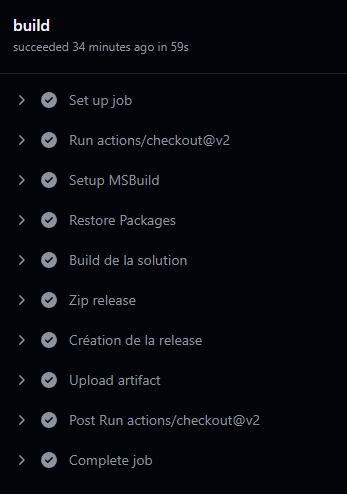 build
succeeded 34 minutes ago in 59s
Set up job
Run actions/checkout@v2
Setup MSBuild
Restore Packages
Build de la solution
Zip release
Création de la release
Upload artifact
Post Run actions/checkout@v2
Complete job